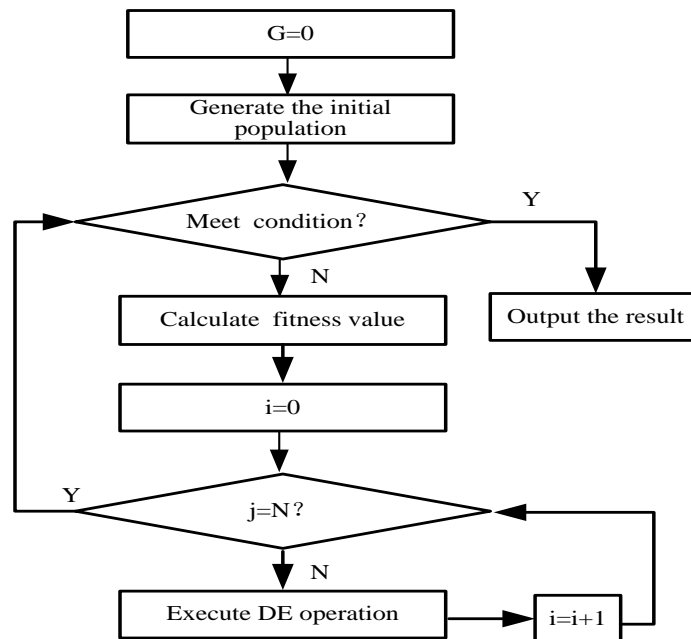 G=0
Generate the initial
population
Meet condition?
Y
N
Calculate fitness value
Output the result
i=0
Y
j=N?
N
Execute DE operation
i=i+1